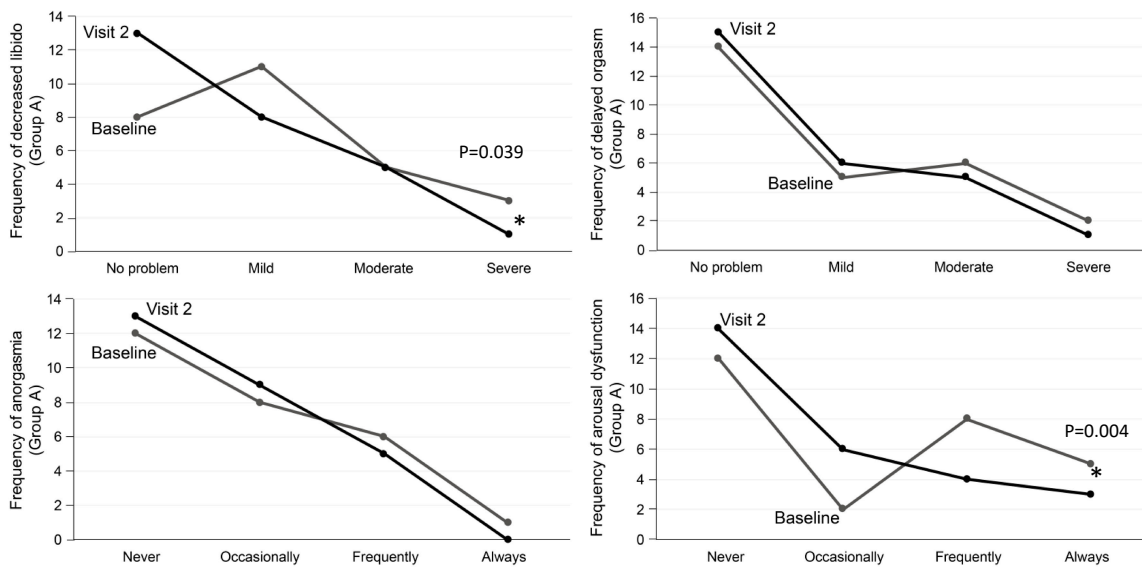 Frequency of decreased libido
(Group A)
14
12
10
8
6
4
2
0
Visit 2
Baseline
P=0.039
*
No problem Mild Moderate Severe
Frequency of delayed orgasm
(Group A)
16
14
12
10
8
6
4
2
0
Visit 2
Baseline
No problem Mild Moderate Severe
Frequency of anorgasmia
(Group A)
14
12
10
8
6
4
2
0
Visit 2
Baseline
Never Occasionally Frequently Always
Frequency of arousal dysfunction
(Group A)
16
14
12
10
8
6
4
2
0
Visit 2
Baseline
P=0.004
*
Never Occasionally Frequently Always